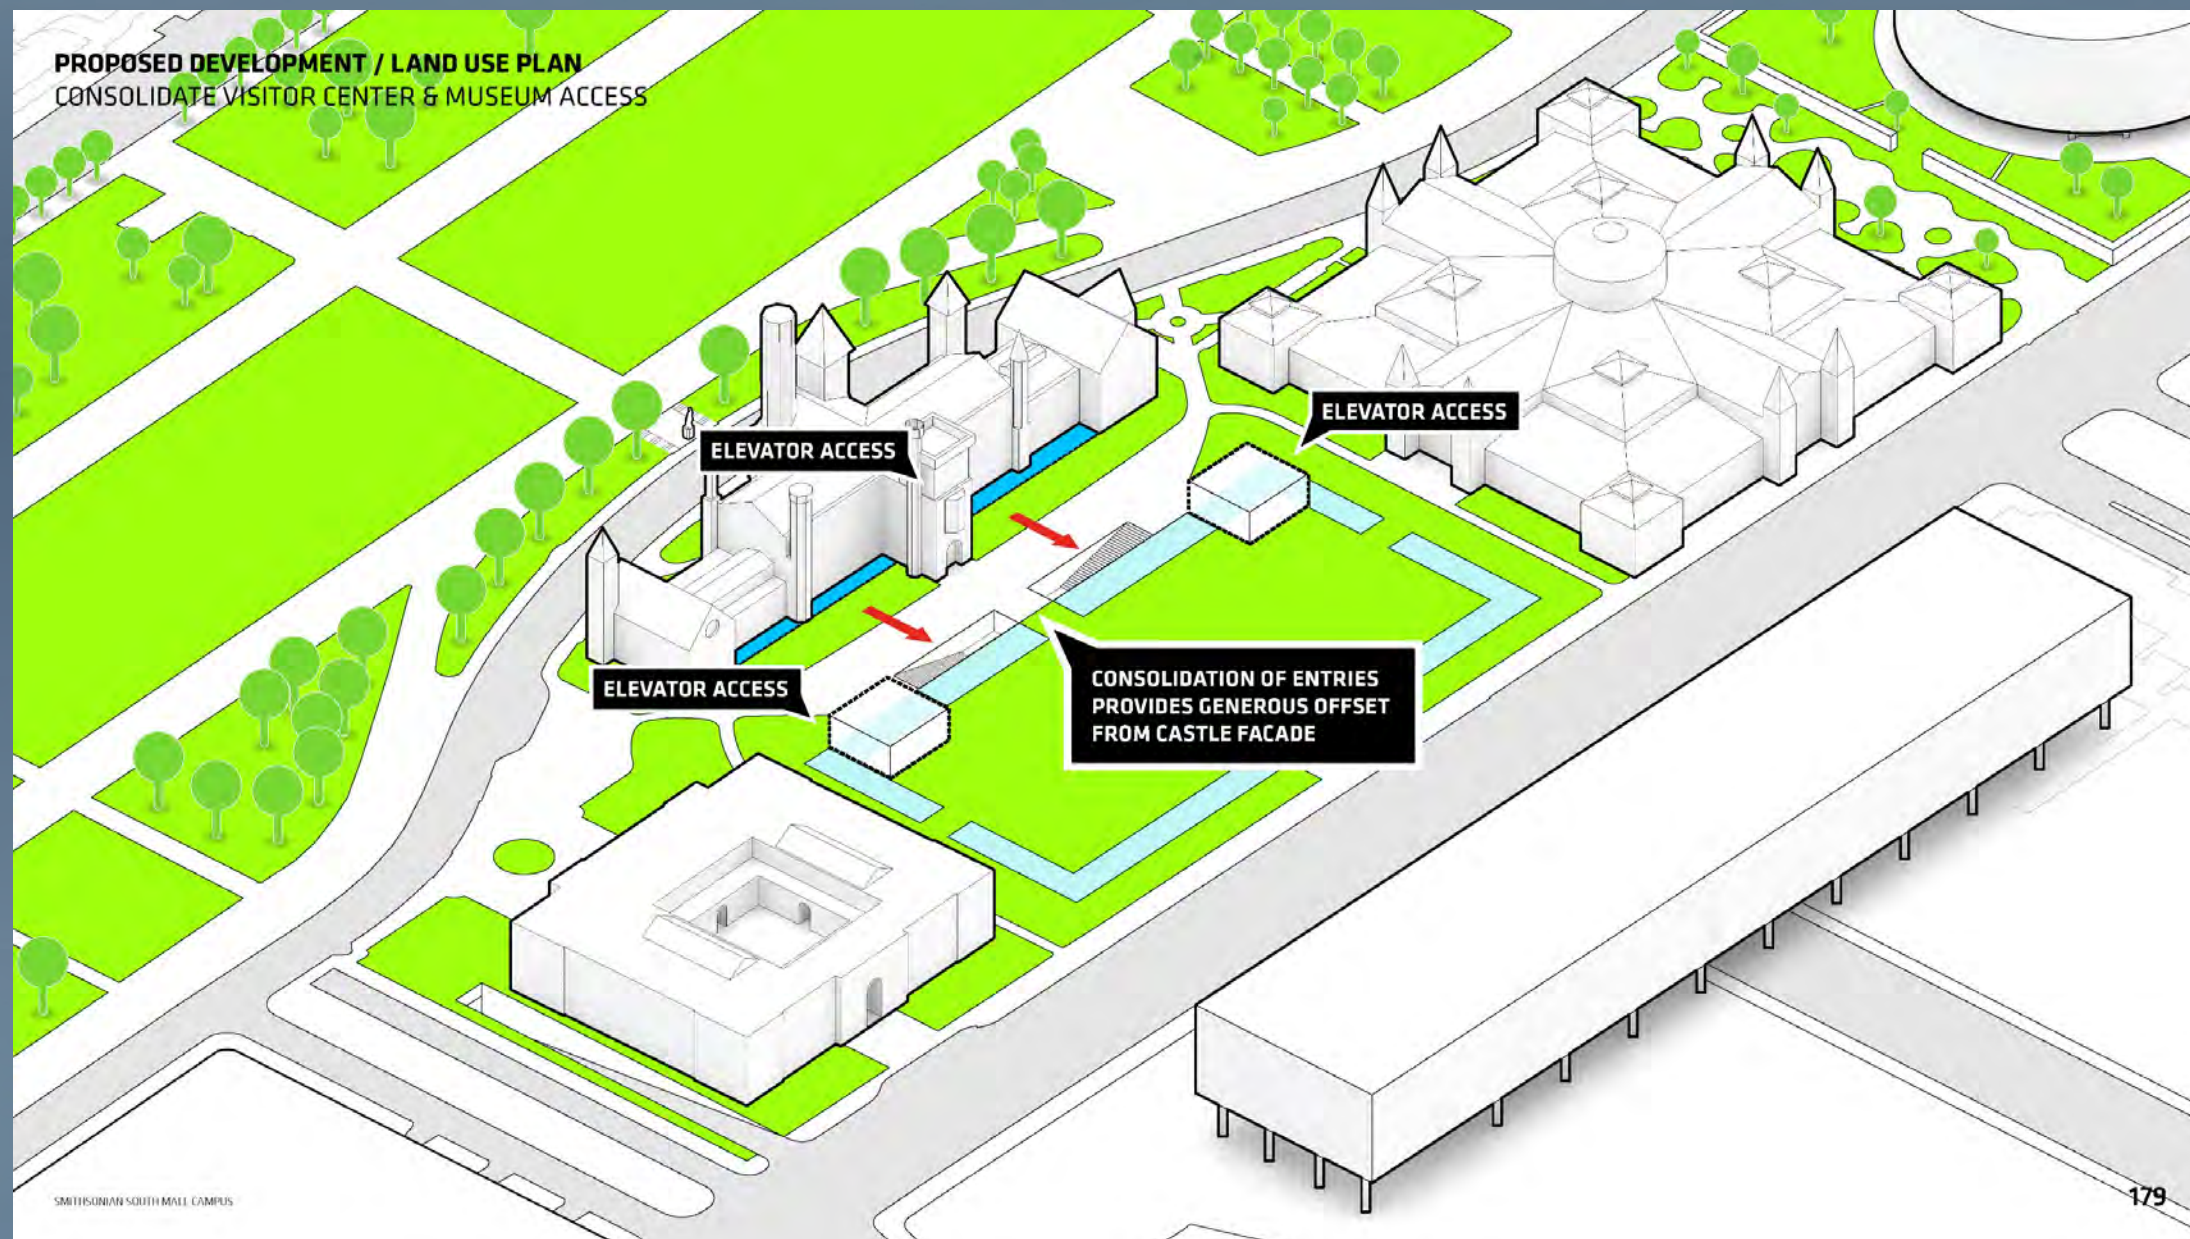 PROPOSED DEVELOPMENT / LAND USE PLAN
CONSOLIDATE VISITOR CENTER & MUSEUM ACCESS
ELEVATOR ACCESS
ELEVATOR ACCESS
ELEVATOR ACCESS
CONSOLIDATION OF ENTRIES
PROVIDES GENEROUS OFFSET
FROM CASTLE FACADE
SMITHSONIAN SOUTH MALL CAMPUS
179